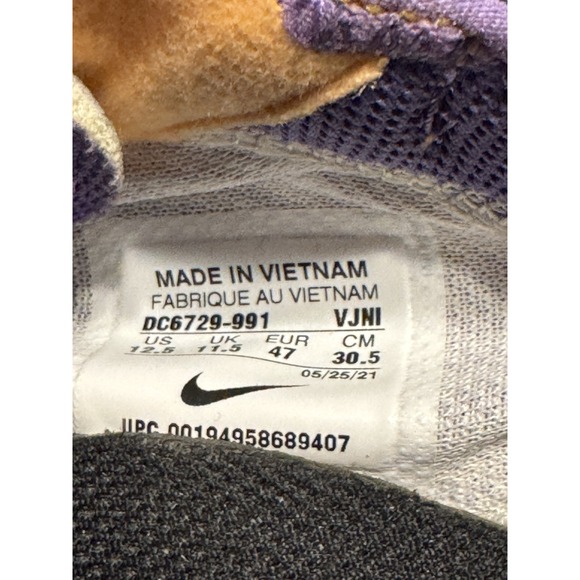 MADE IN VIETNAM
FABRIQUE AU VIETNAM
DC6729-991 VJNI
US UK EUR CM
12.5 11.5 47 30.5
05/25/21
UPC 00194958689407